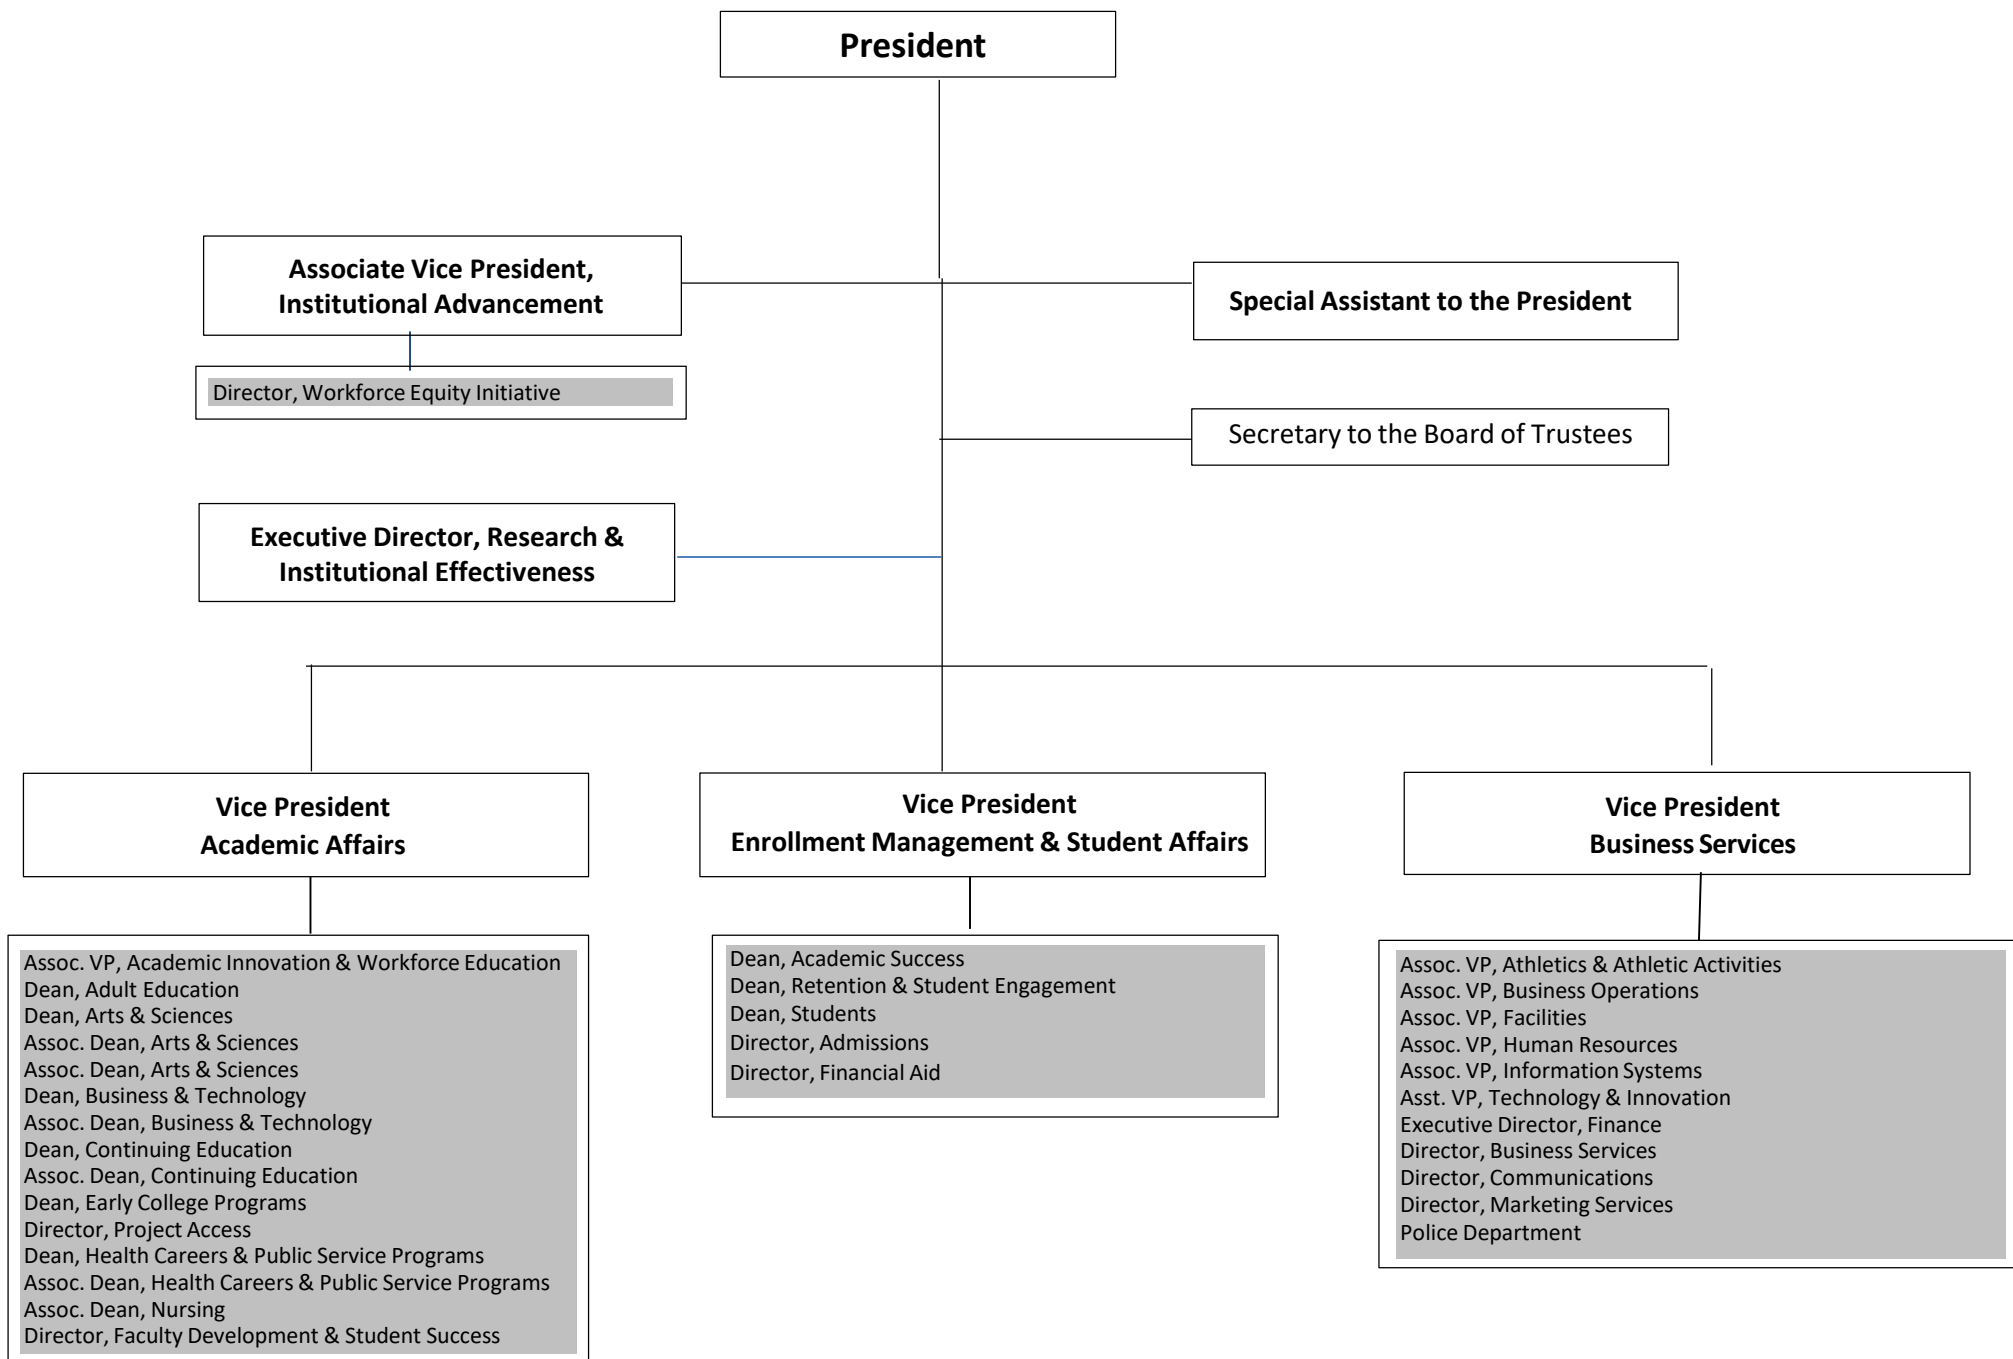 President
Associate Vice President,
Institutional Advancement
Special Assistant to the President
Director, Workforce Equity Initiative
Secretary to the Board of Trustees
Executive Director, Research &
Institutional Effectiveness
Vice President
Academic Affairs
Vice President
Enrollment Management & Student Affairs
Vice President
Business Services
Assoc. VP, Academic Innovation & Workforce Education
Dean, Adult Education
Dean, Arts & Sciences
Assoc. Dean, Arts & Sciences
Assoc. Dean, Arts & Sciences
Dean, Business & Technology
Assoc. Dean, Business & Technology
Dean, Continuing Education
Assoc. Dean, Continuing Education
Dean, Early College Programs
Director, Project Access
Dean, Health Careers & Public Service Programs
Assoc. Dean, Health Careers & Public Service Programs
Assoc. Dean, Nursing
Director, Faculty Development & Student Success
Dean, Academic Success
Dean, Retention & Student Engagement
Dean, Students
Director, Admissions
Director, Financial Aid
Assoc. VP, Athletics & Athletic Activities
Assoc. VP, Business Operations
Assoc. VP, Facilities
Assoc. VP, Human Resources
Assoc. VP, Information Systems
Asst. VP, Technology & Innovation
Executive Director, Finance
Director, Business Services
Director, Communications
Director, Marketing Services
Police Department